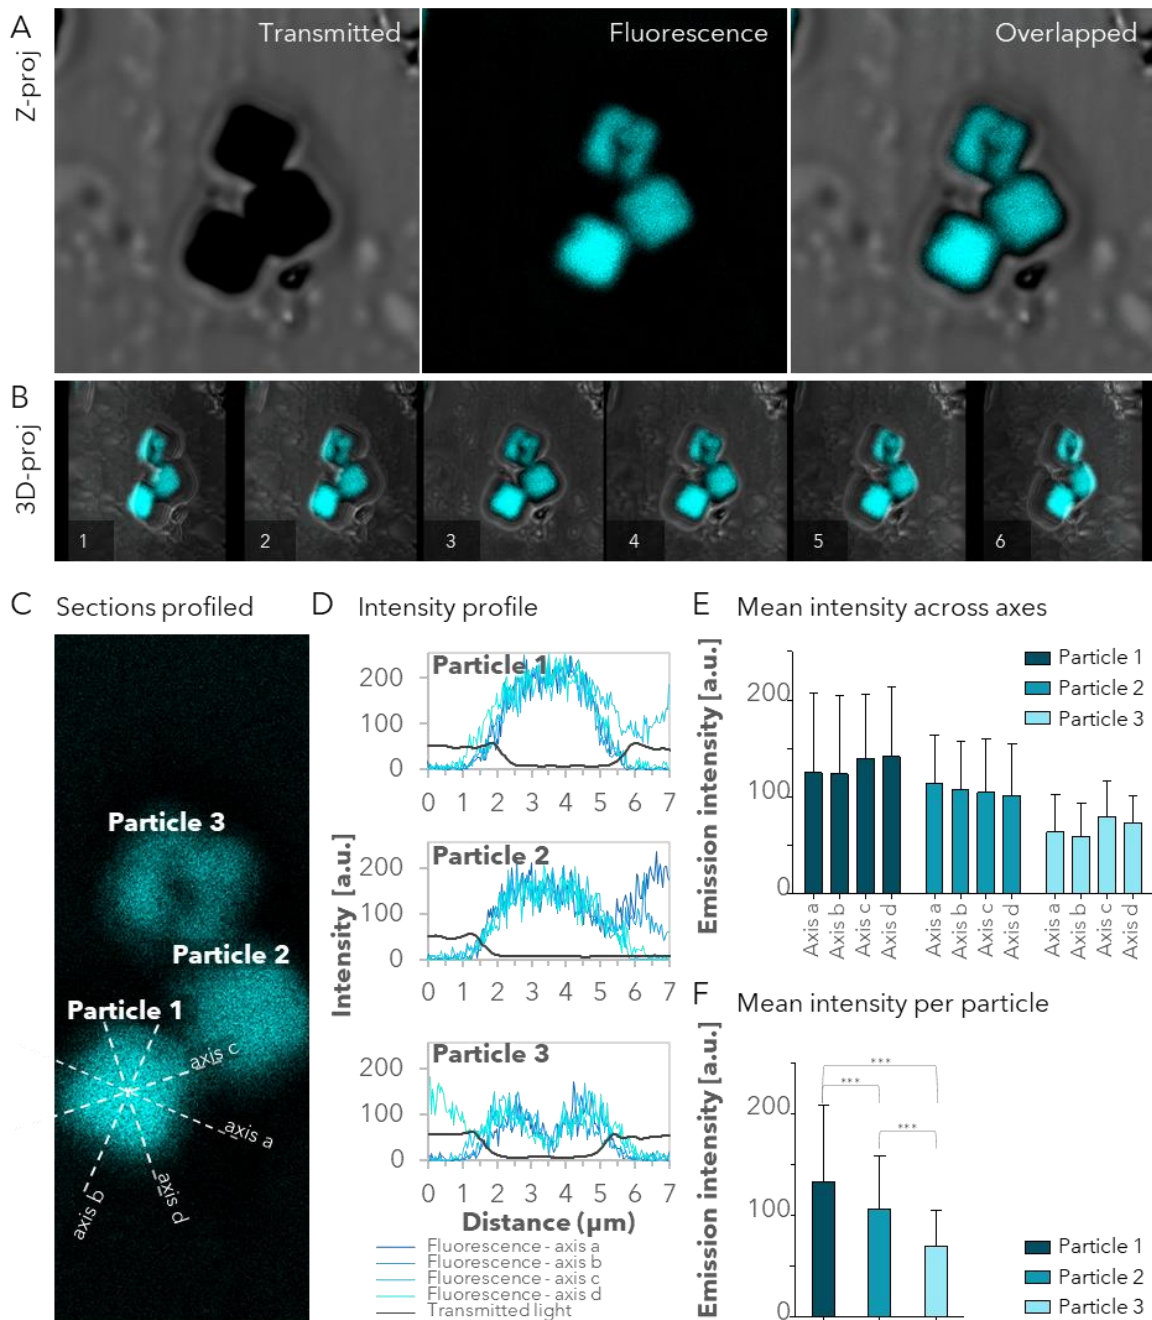 A
Z-proj
Transmitted
Fluorescence
Overlapped
B
3D-proj
1
2
3
4
5
6
C Sections profiled
Particle 3
Particle 2
Particle 1
axis c
axis a
axis b
axis d
D Intensity profile
Intensity [a.u.]
Particle 1
200
100
0
0 1 2 3 4 5 6 7
Particle 2
200
100
0
0 1 2 3 4 5 6 7
Particle 3
200
100
0
0 1 2 3 4 5 6 7
Distance (µm)
Fluorescence - axis a
Fluorescence - axis b
Fluorescence - axis c
Fluorescence - axis d
Transmitted light
E Mean intensity across axes
Emission intensity [a.u.]
200
100
0
Particle 1
Particle 2
Particle 3
Axis a
Axis b
Axis c
Axis d
Axis a
Axis b
Axis c
Axis d
Axis a
Axis b
Axis c
Axis d
F Mean intensity per particle
Emission intensity [a.u.]
200
100
0
***
***
***
Particle 1
Particle 2
Particle 3